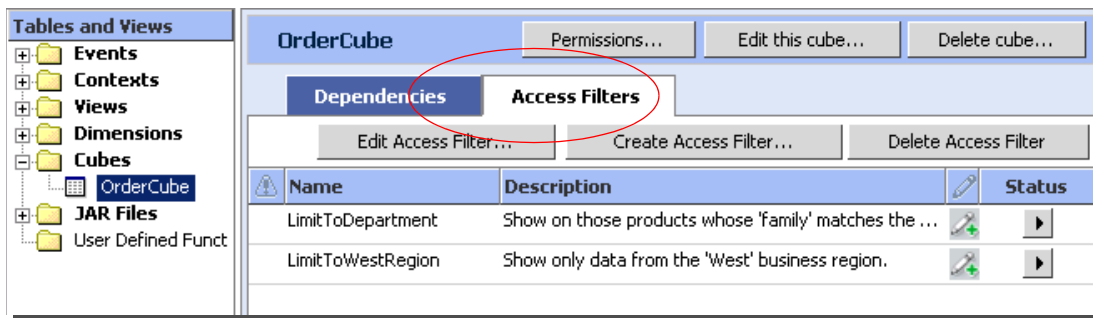 Tables and Views
Events
Contexts
Views
Dimensions
Cubes
OrderCube
JAR Files
User Defined Funct
OrderCube
Permissions...
Edit this cube...
Delete cube...
Dependencies
Access Filters
Edit Access Filter...
Create Access Filter...
Delete Access Filter
Name
Description
Status
LimitToDepartment
Show on those products whose 'family' matches the ...
LimitToWestRegion
Show only data from the 'West' business region.